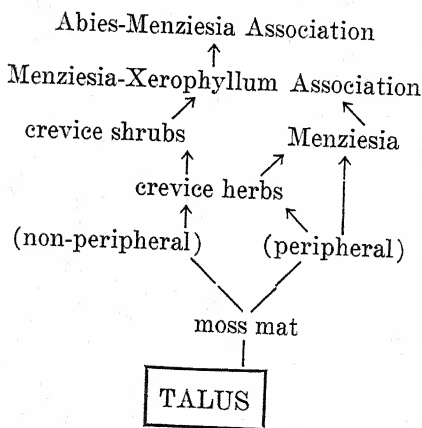 Abies-Menziesia Association
Menziesia-Xerophyllum Association
crevice shrubs Menziesia
crevice herbs
(non-peripheral) (peripheral)
moss mat
TALUS